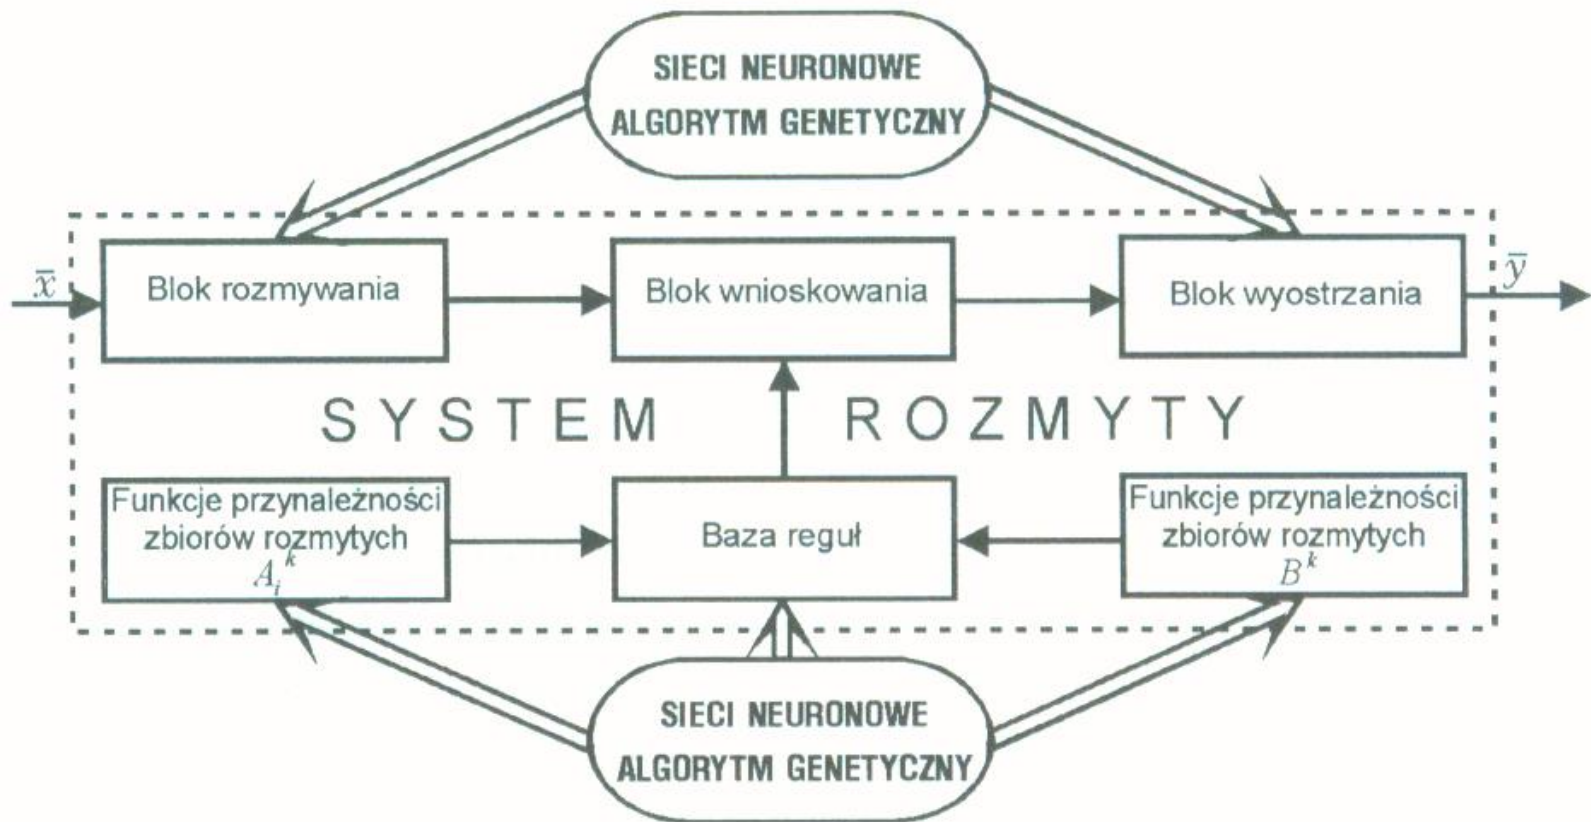 SIECI NEURONOWE
ALGORYTM GENETYCZNY
x̅
Blok rozmywania
Blok wnioskowania
Blok wyostrzania
y̅
SYSTEM ROZMYTY
Funkcje przynależności
zbiorów rozmytych
A_i^k
Baza reguł
Funkcje przynależności
zbiorów rozmytych
B^k
SIECI NEURONOWE
ALGORYTM GENETYCZNY